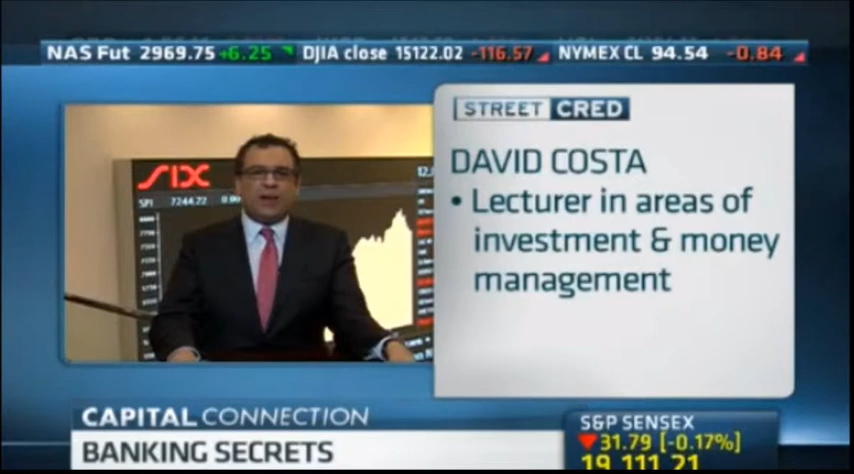 NAS Fut 2969.75 +6.25 DJIA close 15122.02 -116.57 NYMEX CL 94.54 -0.84
STREET CRED
DAVID COSTA
• Lecturer in areas of
investment & money
management
SIX
SPI 7244.72
CAPITAL CONNECTION
BANKING SECRETS
S&P SENSEX
31.79 [-0.17%]
19,111.21